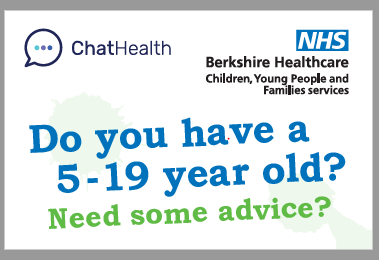 ChatHealth
NHS
Berkshire Healthcare
Children, Young People and
Families services
Do you have a
5-19 year old?
Need some advice?